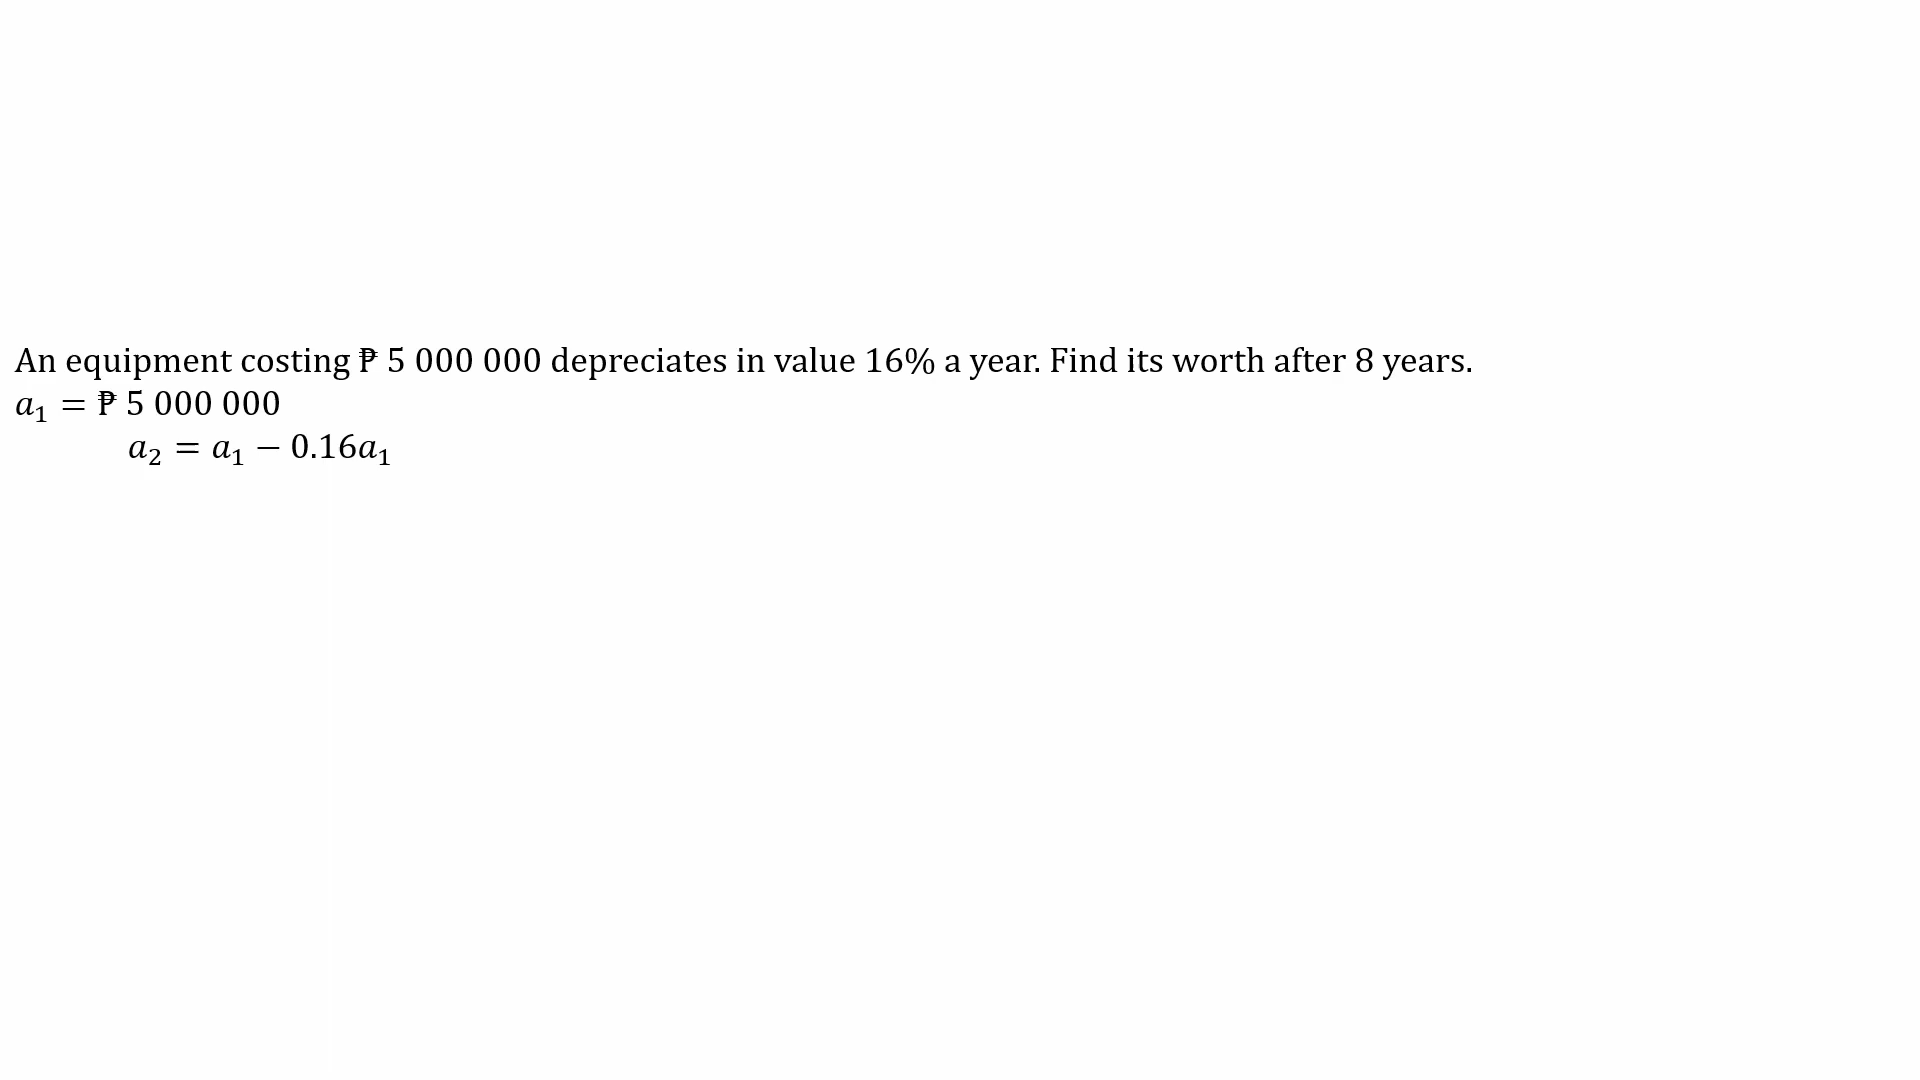 An equipment costing ₱ 5 000 000 depreciates in value 16% a year. Find its worth after 8 years.
a₁ = ₱ 5 000 000
a₂ = a₁ − 0.16a₁